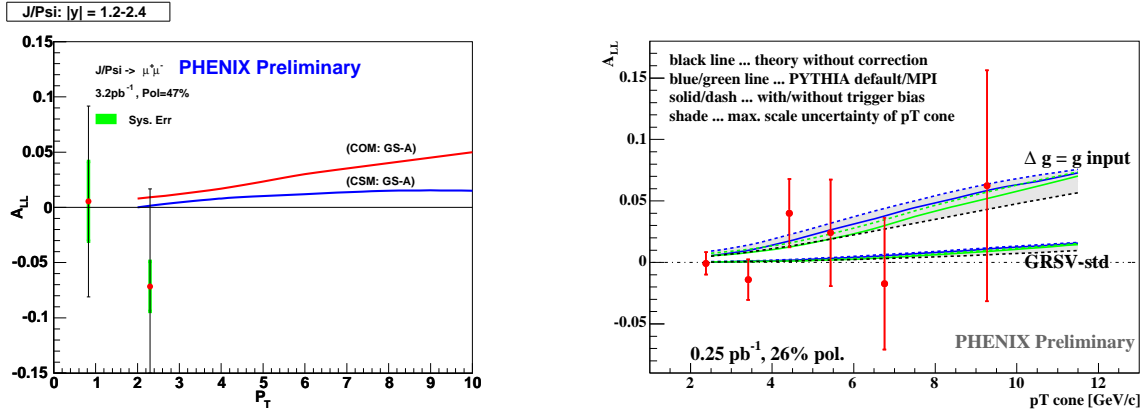 J/Psi: |y| = 1.2-2.4
A_LL
0.15
0.1
0.05
0
-0.05
-0.1
-0.15
J/Psi -> μ⁺μ⁻ PHENIX Preliminary
3.2pb⁻¹, Pol=47%
Sys. Err
(COM: GS-A)
(CSM: GS-A)
0 1 2 3 4 5 6 7 8 9 10
P_T
A_LL
0.15
0.1
0.05
0
-0.05
black line ... theory without correction
blue/green line ... PYTHIA default/MPI
solid/dash ... with/without trigger bias
shade ... max. scale uncertainty of pT cone
Δ g = g input
GRSV-std
PHENIX Preliminary
0.25 pb⁻¹, 26% pol.
2 4 6 8 10 12
pT cone [GeV/c]